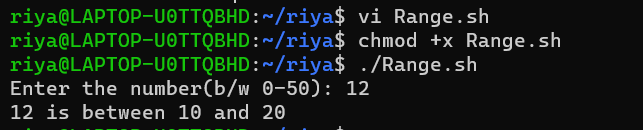 riya@LAPTOP-U0TTQBHD:~/riya$ vi Range.sh
riya@LAPTOP-U0TTQBHD:~/riya$ chmod +x Range.sh
riya@LAPTOP-U0TTQBHD:~/riya$ ./Range.sh
Enter the number(b/w 0-50): 12
12 is between 10 and 20